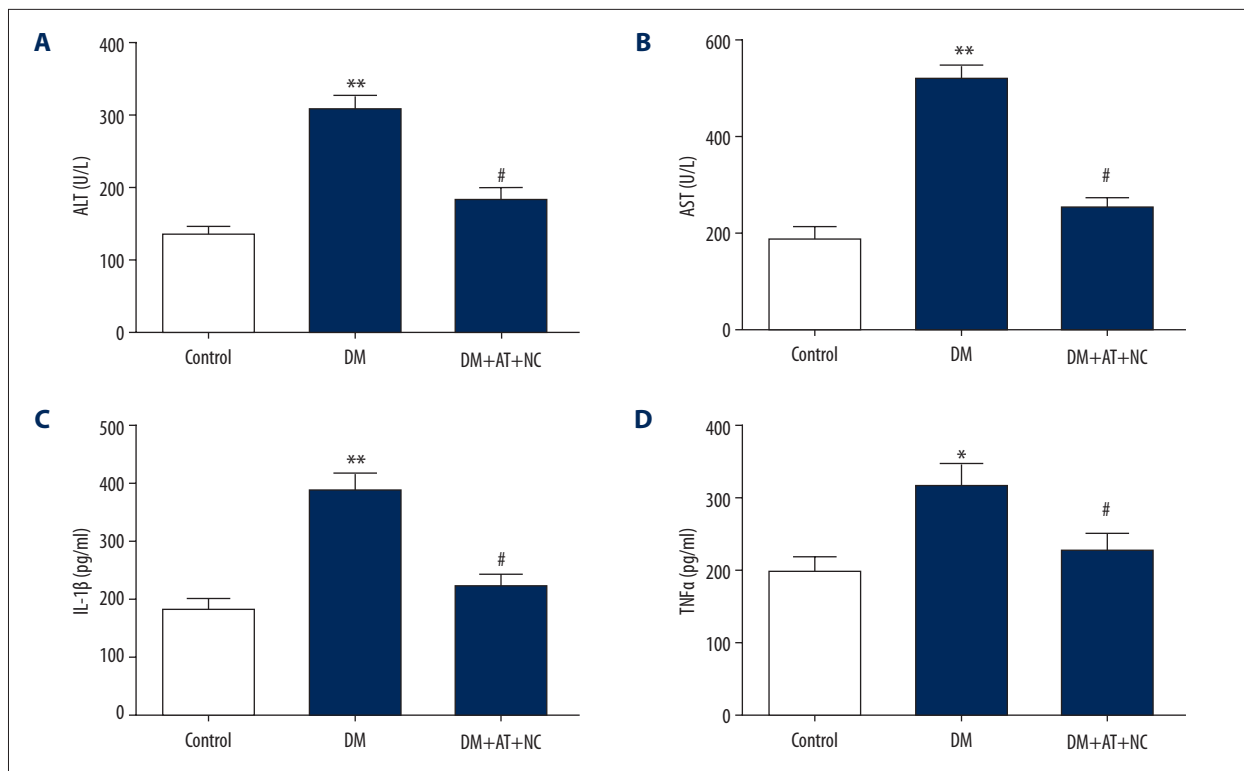 A
400
300
200
100
0
ALT (U/L)
**
#
Control
DM
DM+AT+NC
B
600
400
200
0
AST (U/L)
**
#
Control
DM
DM+AT+NC
C
500
400
300
200
100
0
IL-1β (pg/ml)
**
#
Control
DM
DM+AT+NC
D
400
300
200
100
0
TNFα (pg/ml)
*
#
Control
DM
DM+AT+NC